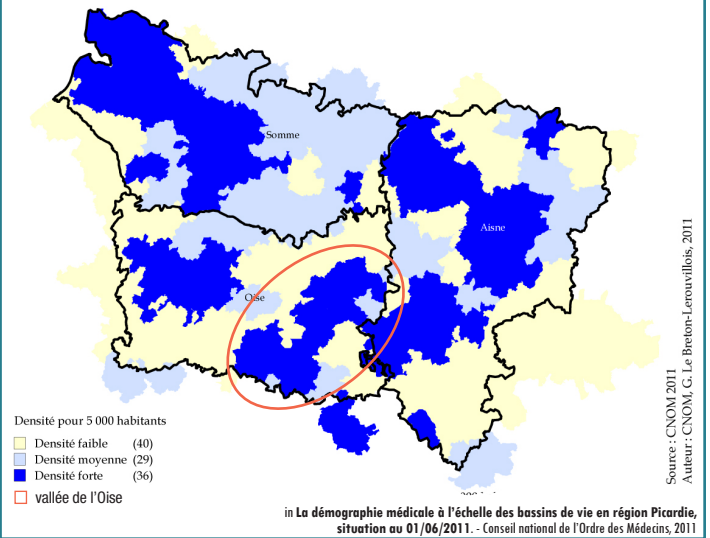 Somme
Aisne
Oise
Densité pour 5 000 habitants
Densité faible (40)
Densité moyenne (29)
Densité forte (36)
vallée de l'Oise
Source : CNOM 2011
Auteur : CNOM, G. Le Breton-Lerouvillois, 2011
in La démographie médicale à l'échelle des bassins de vie en région Picardie,
situation au 01/06/2011. - Conseil national de l'Ordre des Médecins, 2011